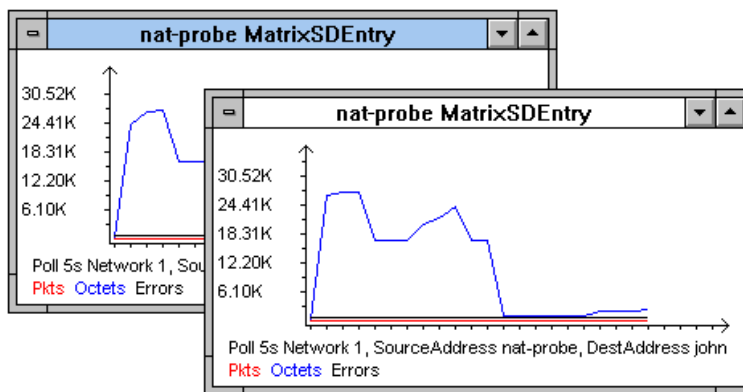 nat-probe MatrixSDEntry
30.52K
24.41K
18.31K
12.20K
6.10K
Poll 5s Network 1, Sou
Pkts Octets Errors
nat-probe MatrixSDEntry
30.52K
24.41K
18.31K
12.20K
6.10K
Poll 5s Network 1, SourceAddress nat-probe, DestAddress john
Pkts Octets Errors